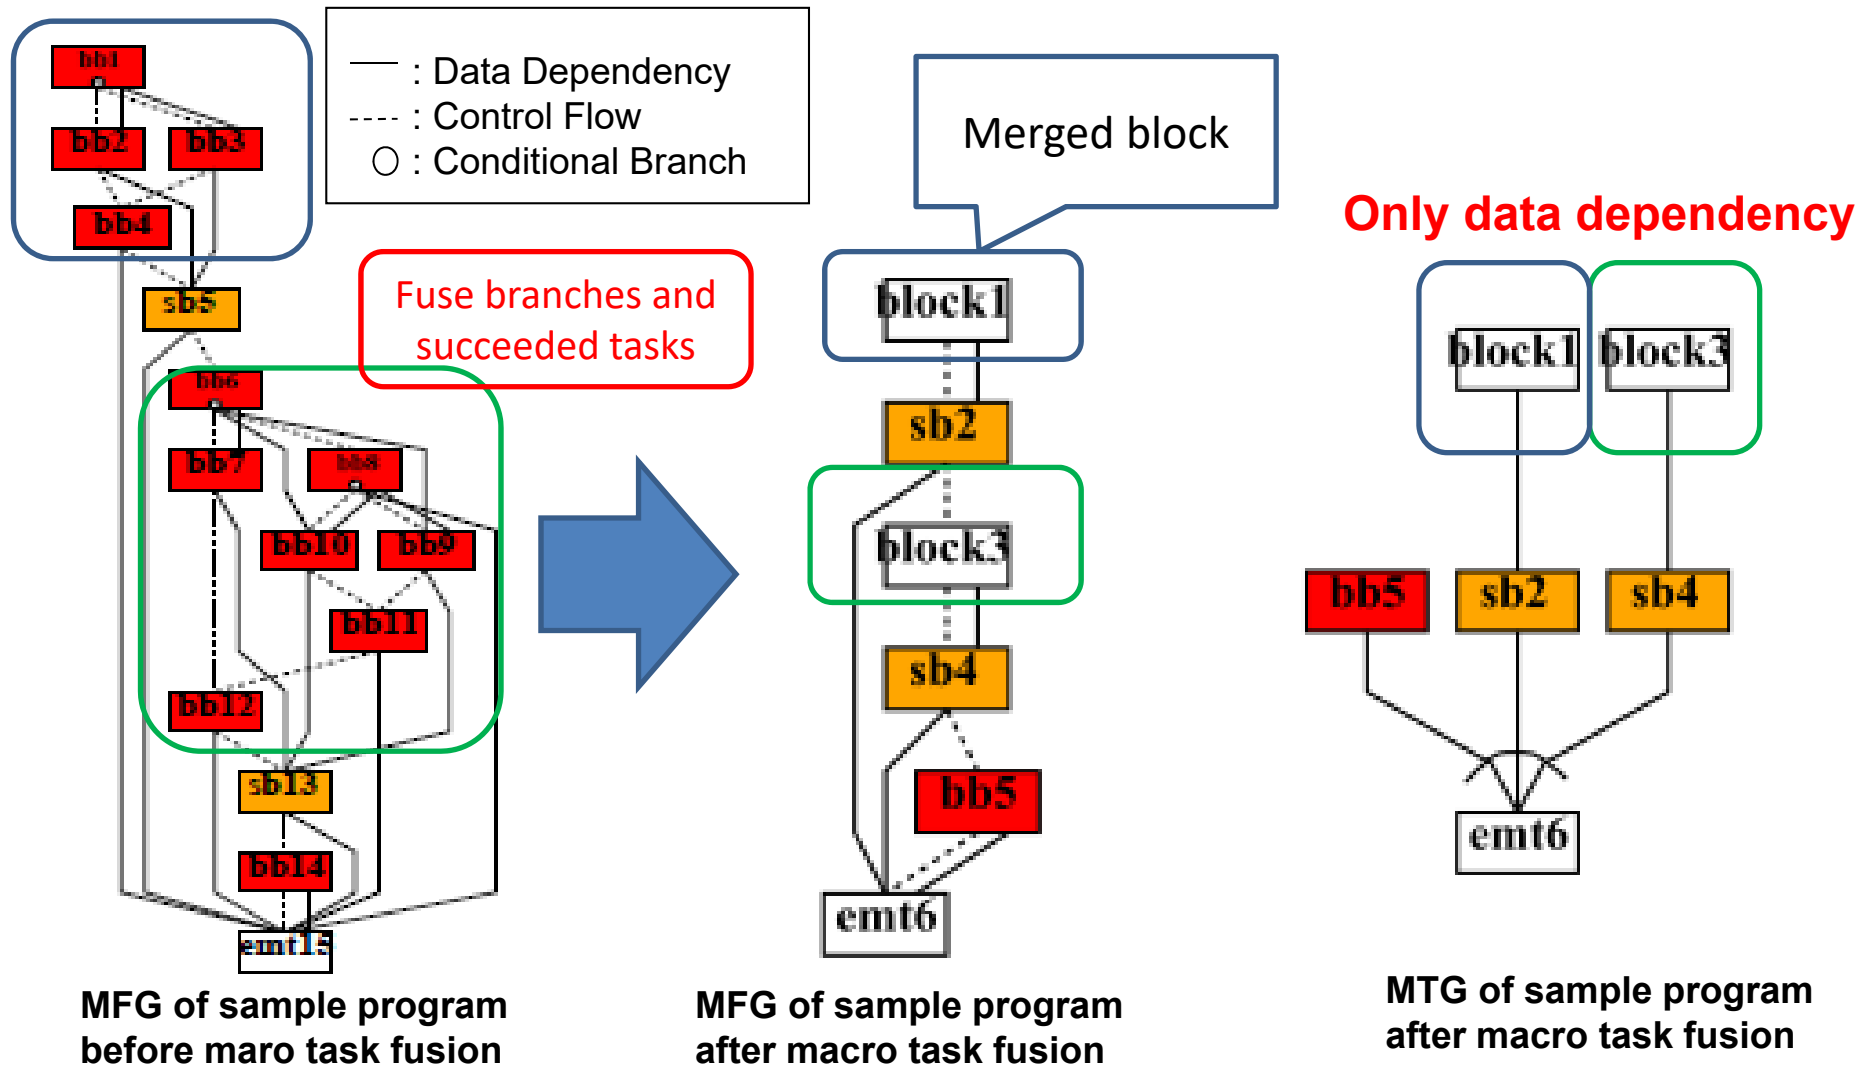 bb1
bb2
bb3
bb4
sb5
bb6
bb7
bb8
bb10
bb9
bb11
bb12
sb13
bb14
emt15
: Data Dependency
: Control Flow
: Conditional Branch
Fuse branches and
succeeded tasks
MFG of sample program
before maro task fusion
Merged block
block1
sb2
block3
sb4
bb5
emt6
MFG of sample program
after macro task fusion
Only data dependency
block1
block3
bb5
sb2
sb4
emt6
MTG of sample program
after macro task fusion